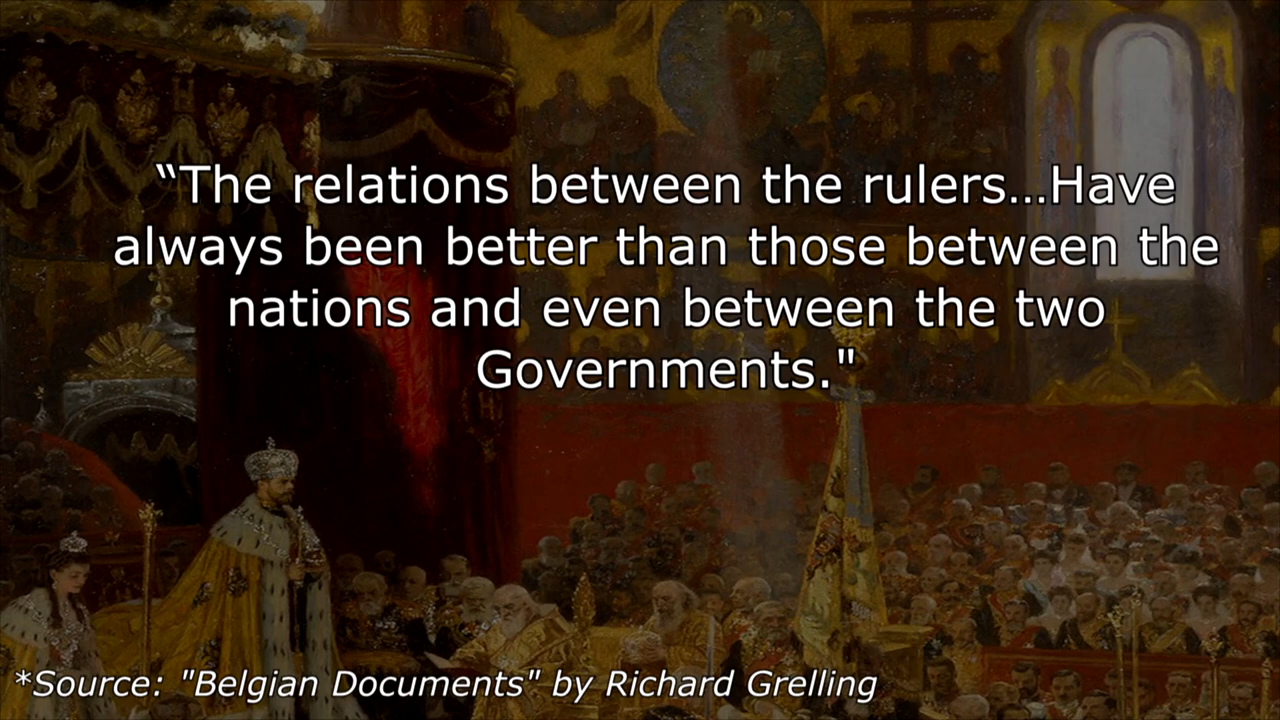 “The relations between the rulers...Have
always been better than those between the
nations and even between the two
Governments."
*Source: "Belgian Documents" by Richard Grelling